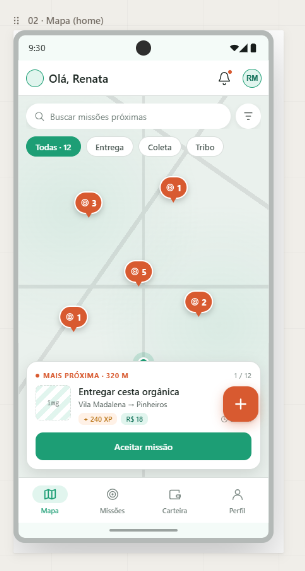 02 · Mapa (home)
9:30
Olá, Renata
RM
Buscar missões próximas
Todas · 12
Entrega
Coleta
Tribo
3
1
5
2
1
MAIS PRÓXIMA · 320 M
1 / 12
img
Entregar cesta orgânica
Vila Madalena → Pinheiros
+ 240 XP
R$ 18
Aceitar missão
Mapa
Missões
Carteira
Perfil